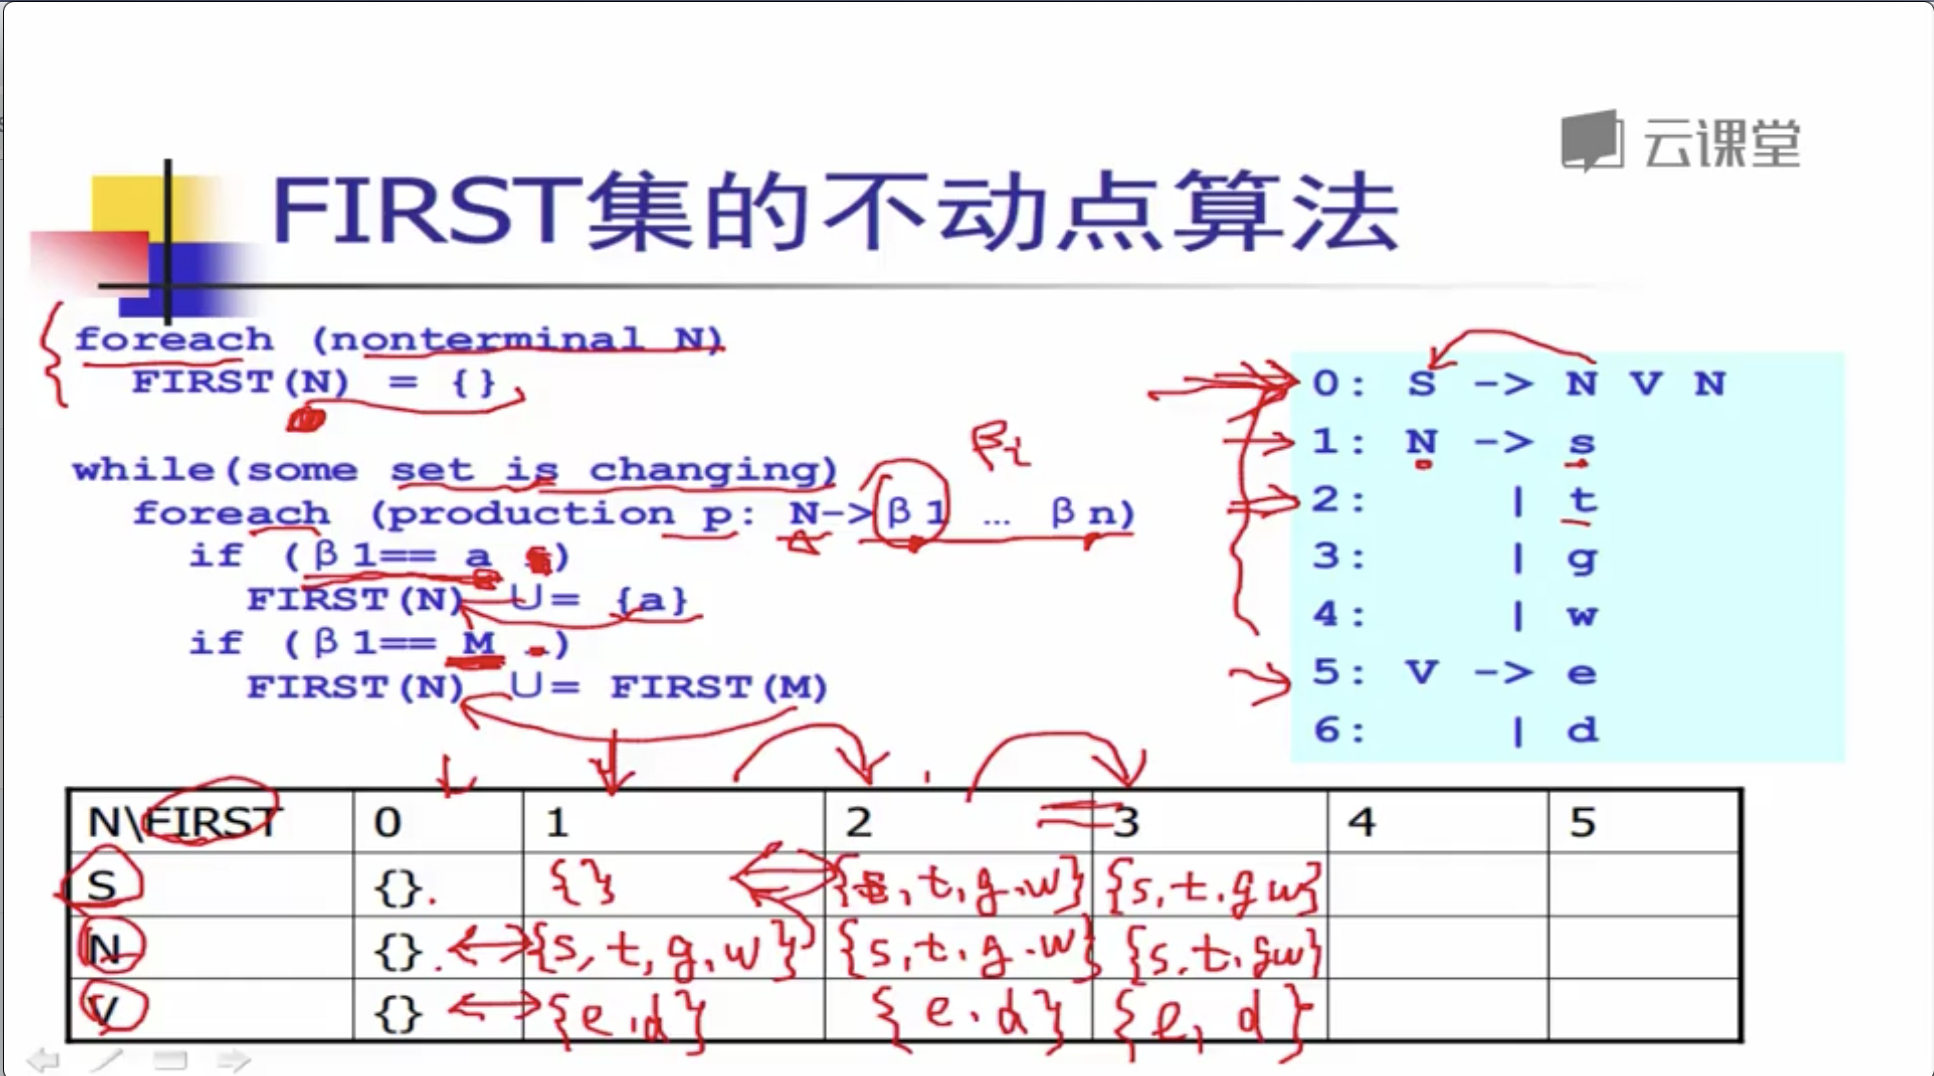 云课堂
FIRST集的不动点算法
foreach (nonterminal N)
FIRST(N) = {}
while(some set is changing)
foreach (production p: N->β1 … βn)
if (β1== a )
FIRST(N) ∪= {a}
if (β1== M )
FIRST(N) ∪= FIRST(M)
βi
0: S -> N V N
1: N -> s
2: | t
3: | g
4: | w
5: V -> e
6: | d
N\FIRST 0 1 2 3 4 5
S {}. {} {s,t,g.w} {s,t.gw}
N {}. {s,t,g,w} {s,t.g.w} {s.t.gw}
V {} {e.d} {e.d} {e,d}